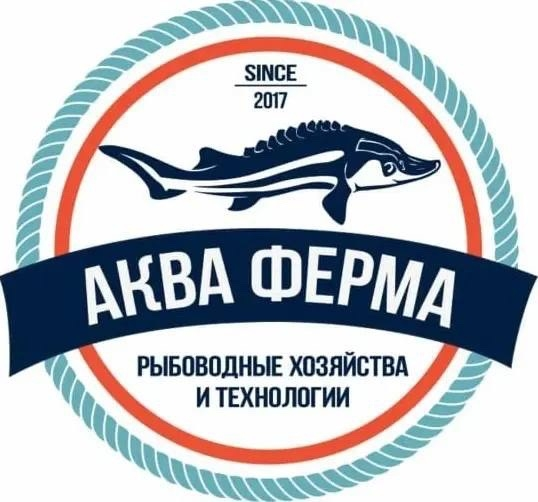 SINCE
2017
АКВА ФЕРМА
РЫБОВОДНЫЕ ХОЗЯЙСТВА
И ТЕХНОЛОГИИ